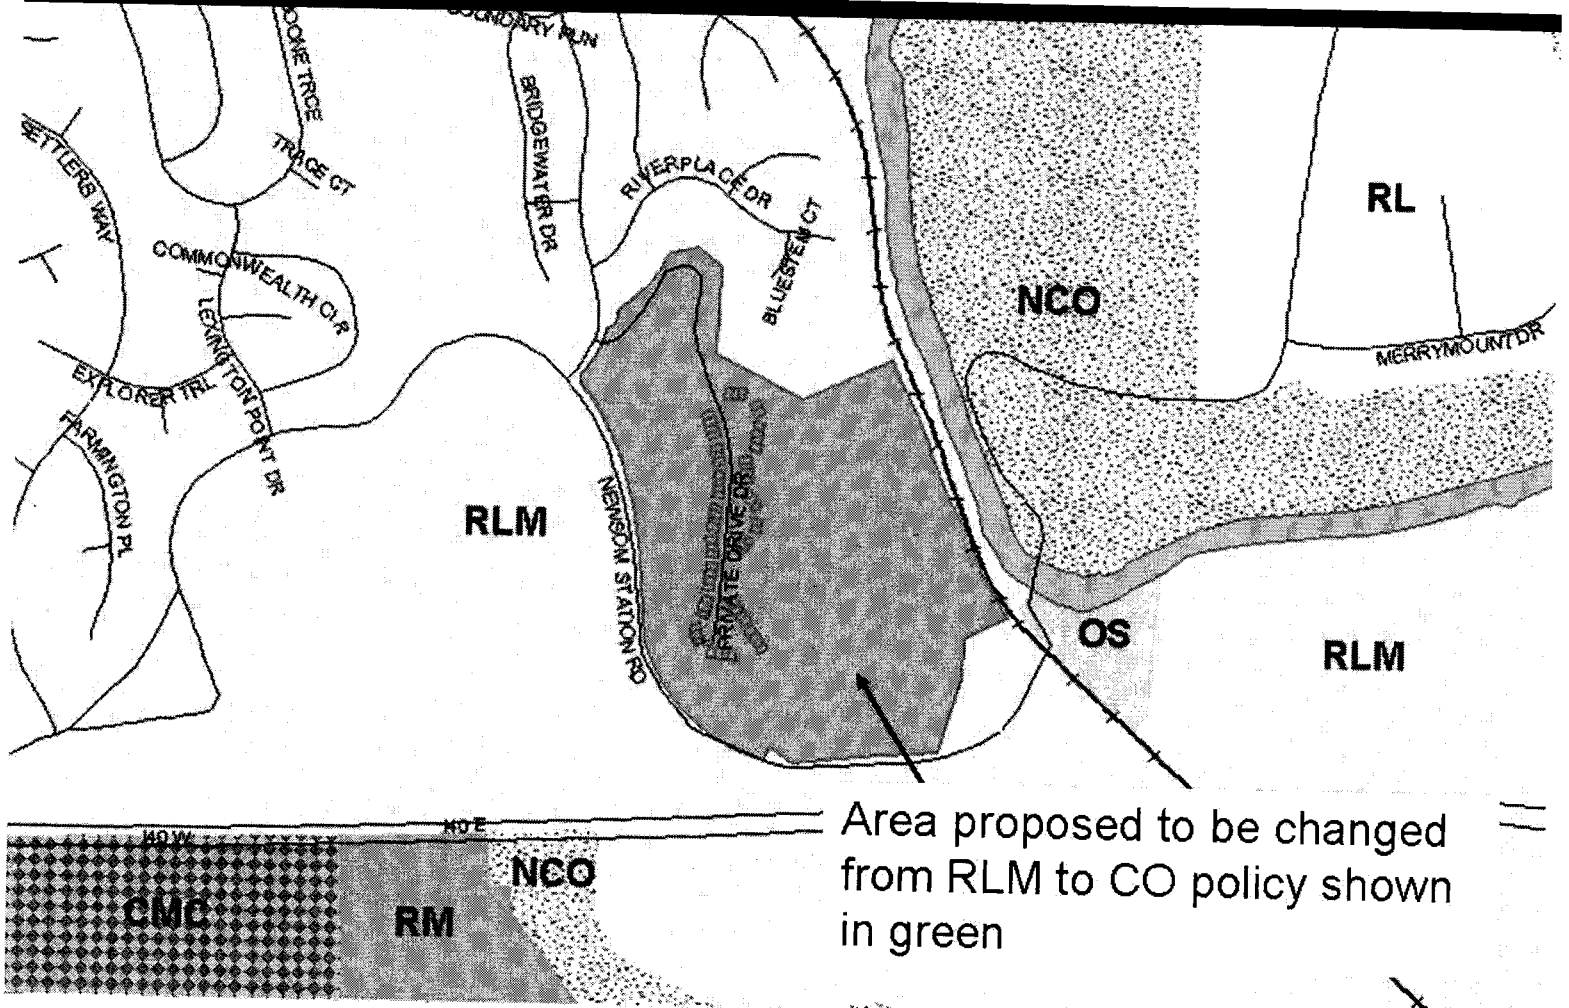 BOUNDARY RUN
OONE TRCE
BRIDGEWATER DR
SETTLERS WAY
TRACE CT
RIVERPLACE DR
RL
COMMONWEALTH CIR
BLUESTEM CT
NCO
LEXINGTON POINT DR
MERRYMOUNT DR
EXPLORER TRL
FARMINGTON PL
RLM
NEWSOM STATION RD
PRIVATE DRIVE DR
OS
RLM
I40 W
I40 E
Area proposed to be changed
from RLM to CO policy shown
in green
NCO
CMC
RM